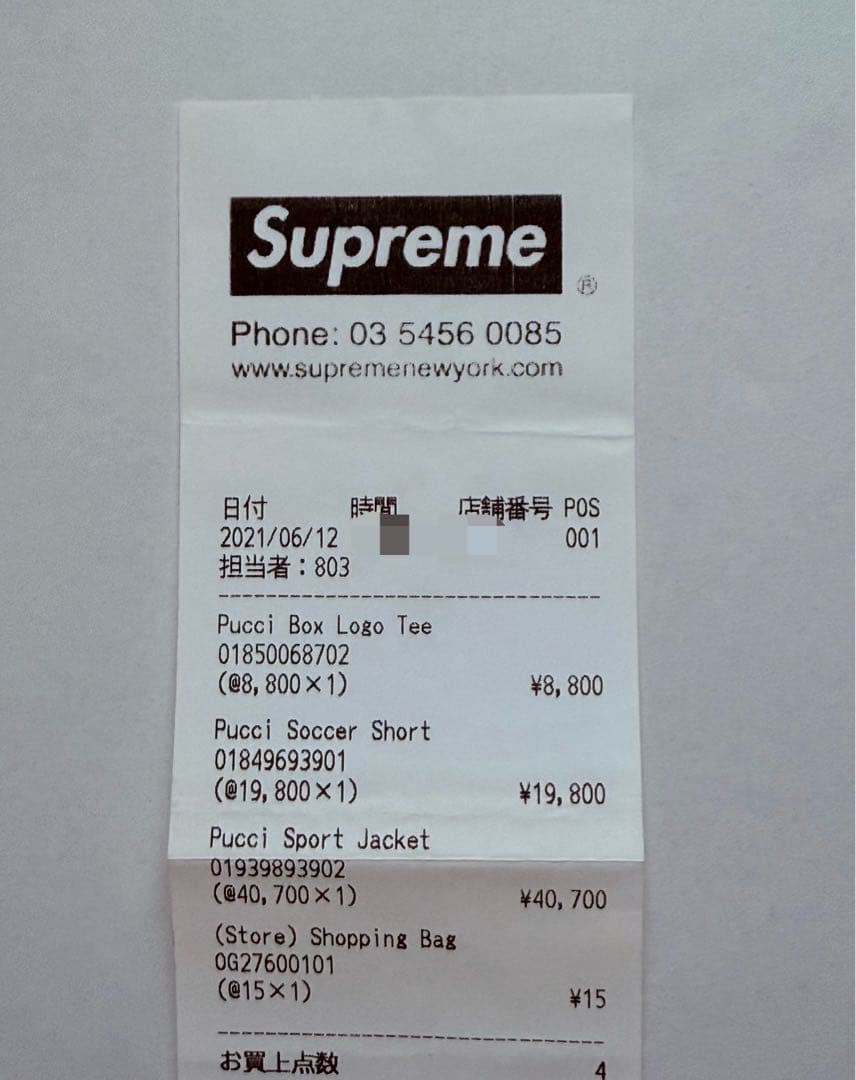 Supreme
®
Phone: 03 5456 0085
www.supremenewyork.com
日付 時間 店舗番号 POS
2021/06/12 001
担当者：803
Pucci Box Logo Tee
01850068702
(@8,800×1) ¥8,800
Pucci Soccer Short
01849693901
(@19,800×1) ¥19,800
Pucci Sport Jacket
01939893902
(@40,700×1) ¥40,700
(Store) Shopping Bag
0G27600101
(@15×1) ¥15
お買上点数 4